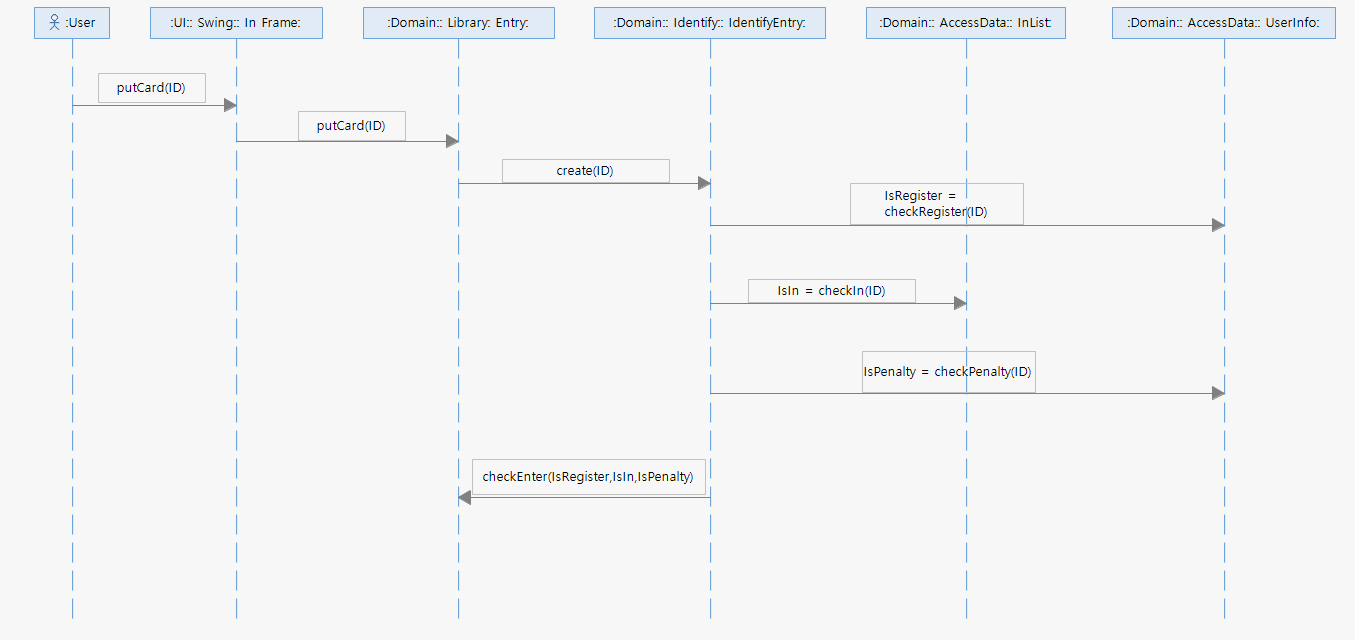 :User
:UI:: Swing:: In Frame:
:Domain:: Library: Entry:
:Domain:: Identify:: IdentifyEntry:
:Domain:: AccessData:: InList:
:Domain:: AccessData:: UserInfo:
putCard(ID)
putCard(ID)
create(ID)
IsRegister =
checkRegister(ID)
IsIn = checkIn(ID)
IsPenalty = checkPenalty(ID)
checkEnter(IsRegister,IsIn,IsPenalty)